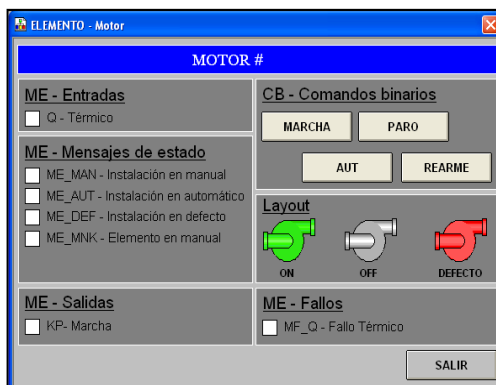 ELEMENTO - Motor
MOTOR #
ME - Entradas
Q - Térmico
ME - Mensajes de estado
ME_MAN - Instalación en manual
ME_AUT - Instalación en automático
ME_DEF - Instalación en defecto
ME_MNK - Elemento en manual
ME - Salidas
KP- Marcha
CB - Comandos binarios
MARCHA PARO
AUT REARME
Layout
ON OFF DEFECTO
ME - Fallos
MF_Q - Fallo Térmico
SALIR